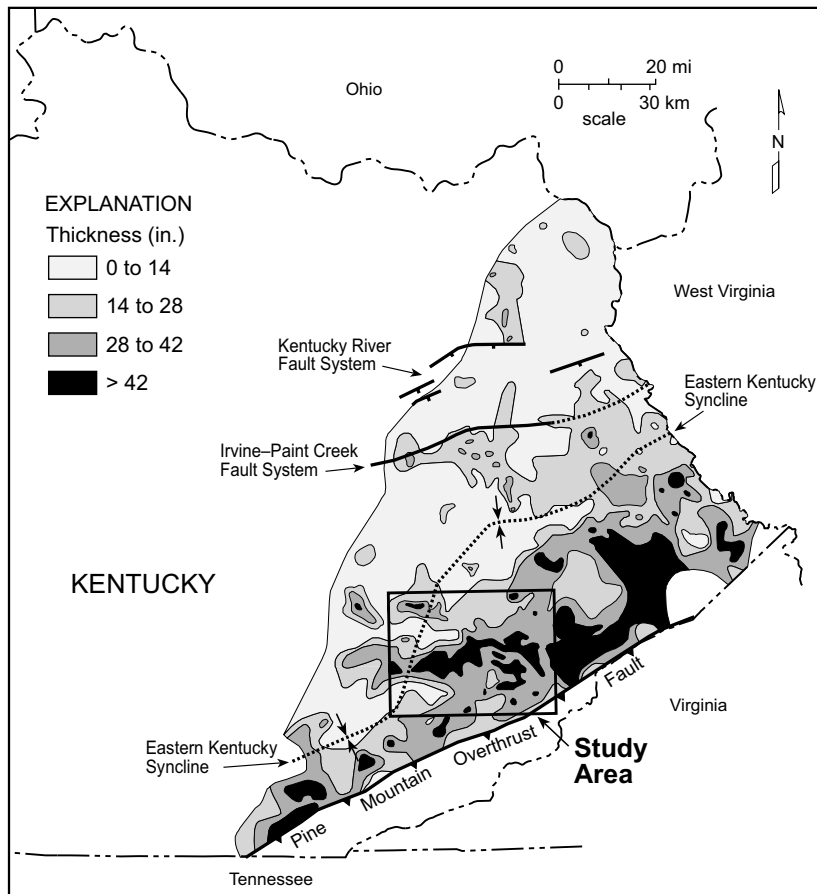 0 20 mi
0 30 km
scale
Ohio
N
EXPLANATION
Thickness (in.)
0 to 14
14 to 28
28 to 42
> 42
West Virginia
Kentucky River
Fault System
Eastern Kentucky
Syncline
Irvine–Paint Creek
Fault System
KENTUCKY
Virginia
Eastern Kentucky
Syncline
Study
Area
Pine Mountain Overthrust Fault
Tennessee